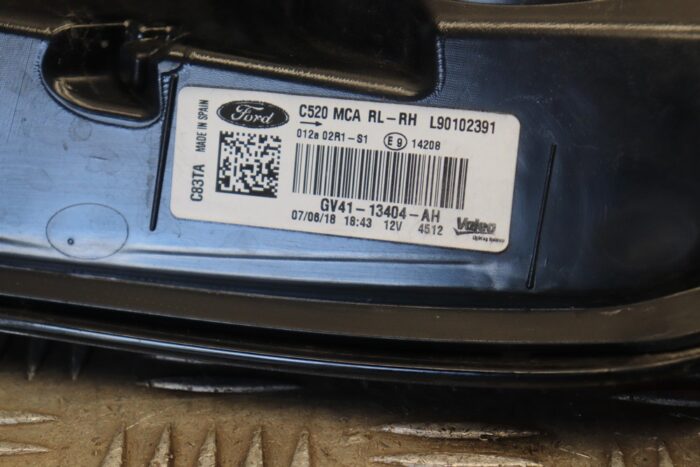 C83TA
MADE IN SPAIN
Ford
C520 MCA RL-RH L90102391
012a 02R1-S1 E9 14208
GV41-13404-AH
07/06/18 18:43 12V 4512
Valeo